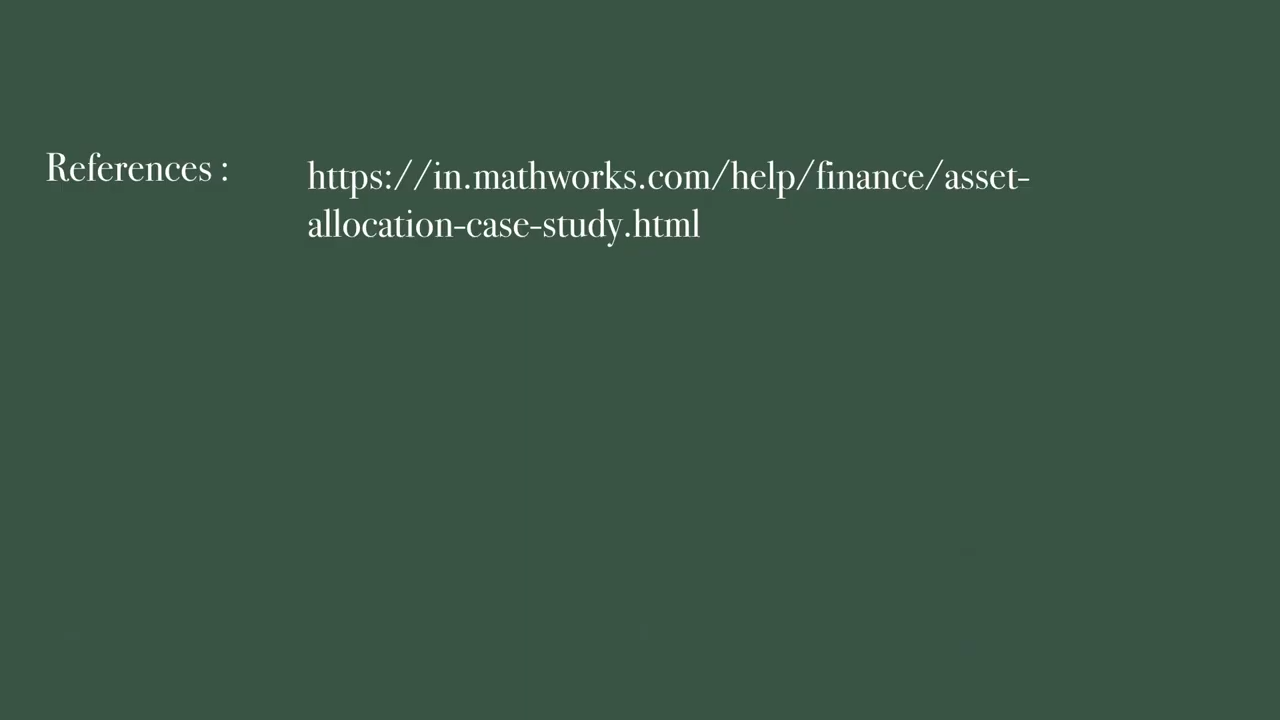 References :
https://in.mathworks.com/help/finance/asset-
allocation-case-study.html